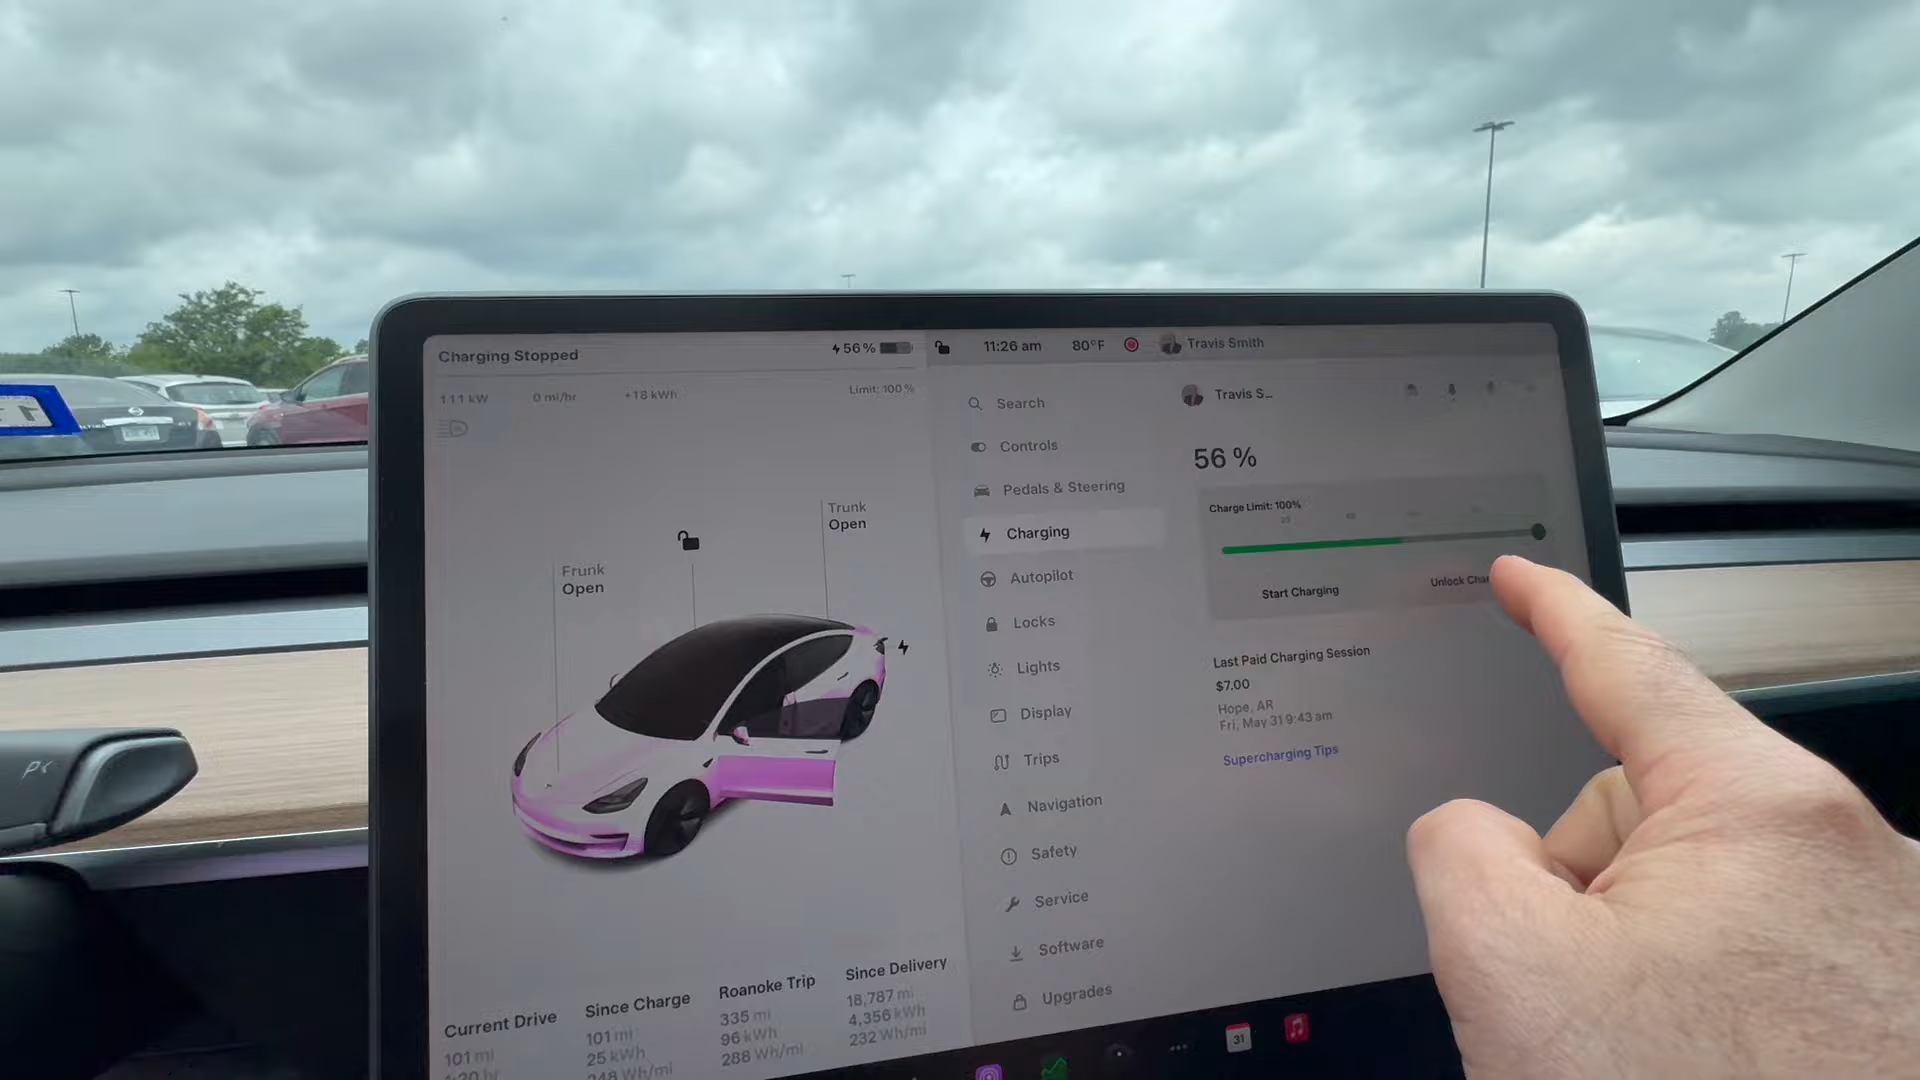 Charging Stopped
56%
111 kW
0 mi/hr
+18 kWh
Limit: 100%
Trunk
Open
Frunk
Open
Current Drive
101 mi
Since Charge
101 mi
25 kWh
248 Wh/mi
Roanoke Trip
335 mi
96 kWh
288 Wh/mi
Since Delivery
18,787 mi
4,356 kWh
232 Wh/mi
11:26 am
80°F
Travis Smith
Search
Controls
Pedals & Steering
Charging
Autopilot
Locks
Lights
Display
Trips
Navigation
Safety
Service
Software
Upgrades
Travis S...
56 %
Charge Limit: 100%
Start Charging
Unlock
Last Paid Charging Session
$7.00
Hope, AR
Fri, May 31 9:43 am
Supercharging Tips
31
P